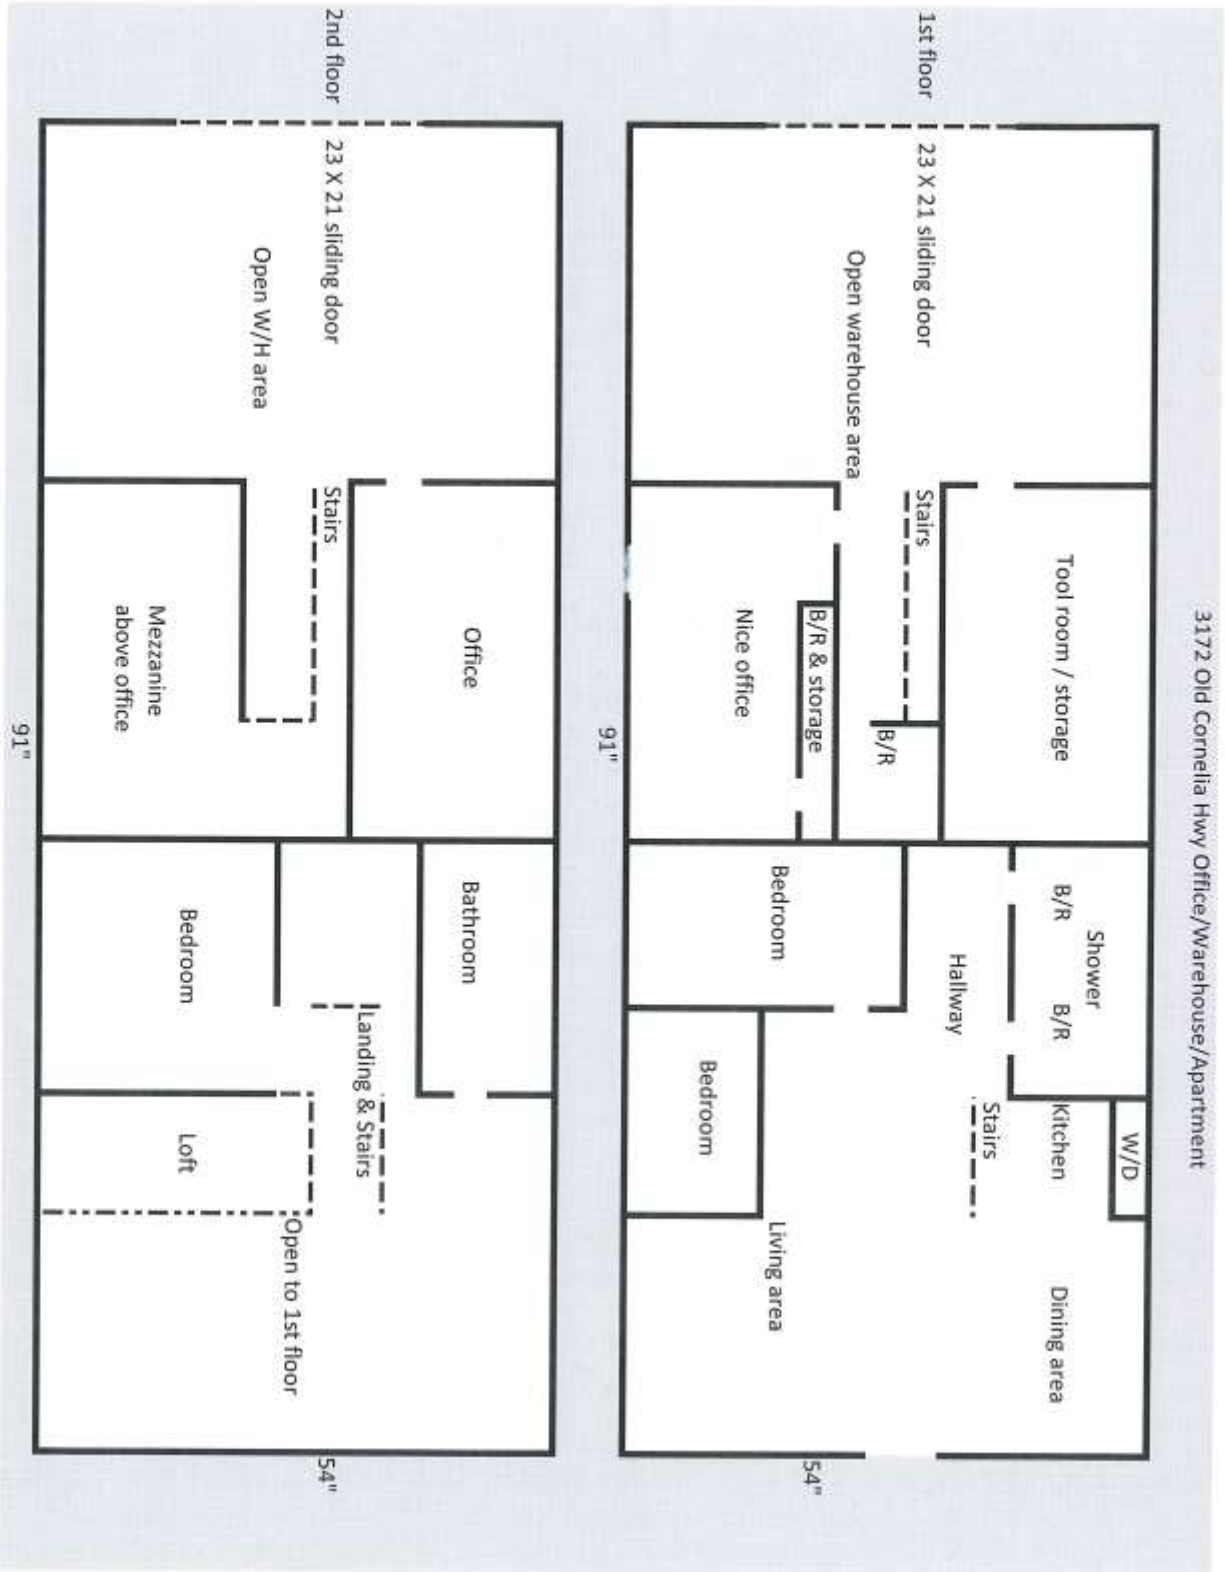 3172 Old Cornelia Hwy Office/Warehouse/Apartment
1st floor
23 X 21 sliding door
Open warehouse area
Stairs
Tool room / storage
B/R
B/R & storage
Nice office
Shower
B/R
B/R
W/D
Kitchen
Dining area
Hallway
Stairs
Bedroom
Bedroom
Living area
91"
54"
2nd floor
23 X 21 sliding door
Open W/H area
Stairs
Office
Mezzanine
above office
Bathroom
Landing & Stairs
Bedroom
Loft
Open to 1st floor
91"
54"